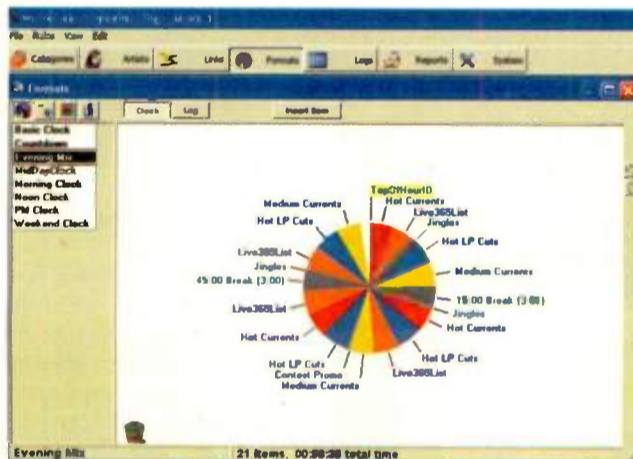 File Rules View Edit
Categories Artists Links Formats Logs Reports System
Formats
Clock Log Insert Item
Basic Clock
Countdown
Evening Mix
MidDayClock
Morning Clock
Noon Clock
PM Clock
Weekend Clock
TopOfHourID
Hot Currents
Live365List
Jingles
Hot LP Cuts
Medium Currents
15:00 Break (3:00)
Jingles
Hot Currents
Hot LP Cuts
Live365List
Medium Currents
Contest Promo
Hot LP Cuts
Hot Currents
Live365List
45:00 Break (3:00)
Jingles
Live365List
Hot LP Cuts
Medium Currents
Evening Mix 21 items, total time